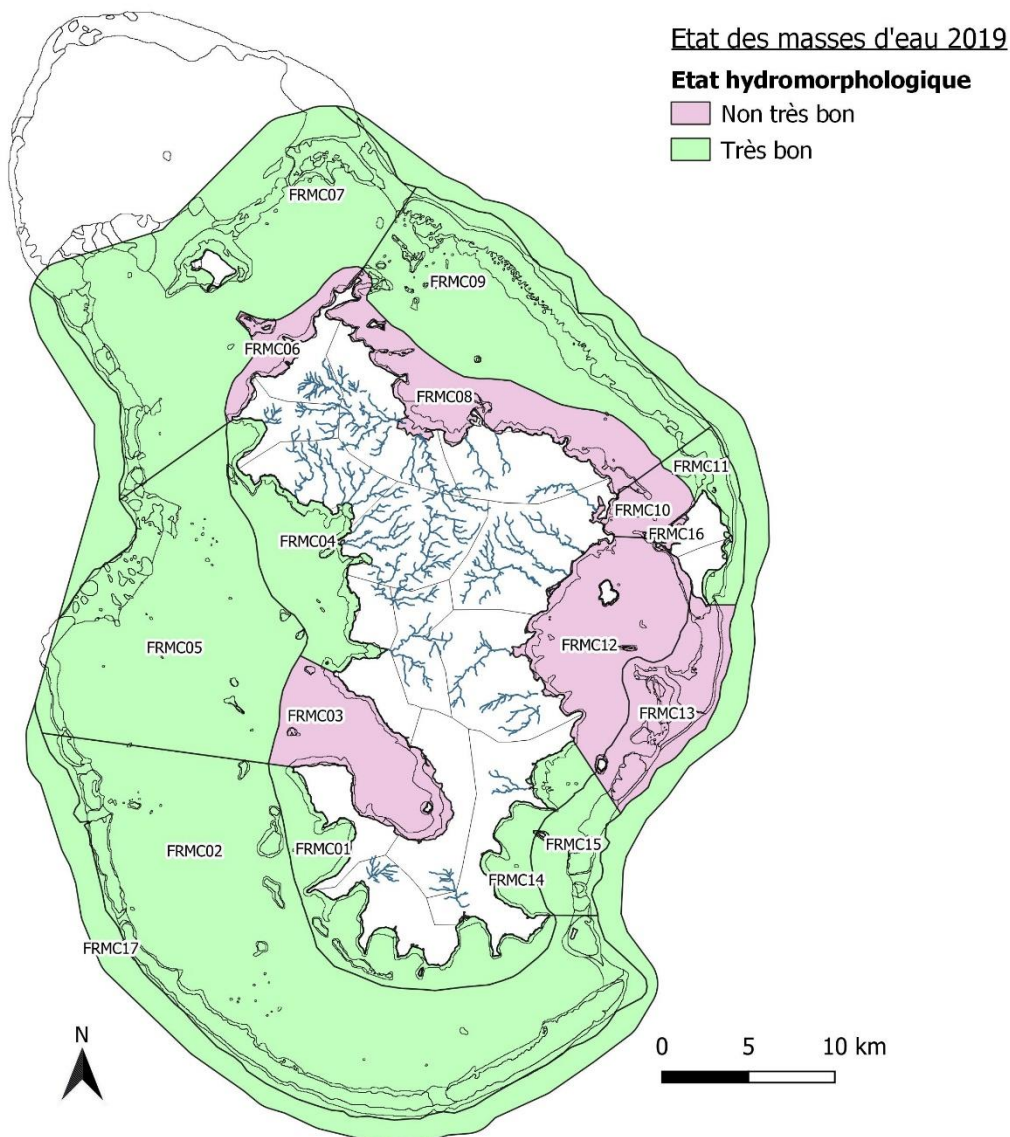 Etat des masses d'eau 2019
Etat hydromorphologique
Non très bon
Très bon
FRMC07
FRMC09
FRMC06
FRMC08
FRMC11
FRMC10
FRMC16
FRMC04
FRMC05
FRMC12
FRMC03
FRMC13
FRMC02
FRMC01
FRMC15
FRMC14
FRMC17
N
0 5 10 km